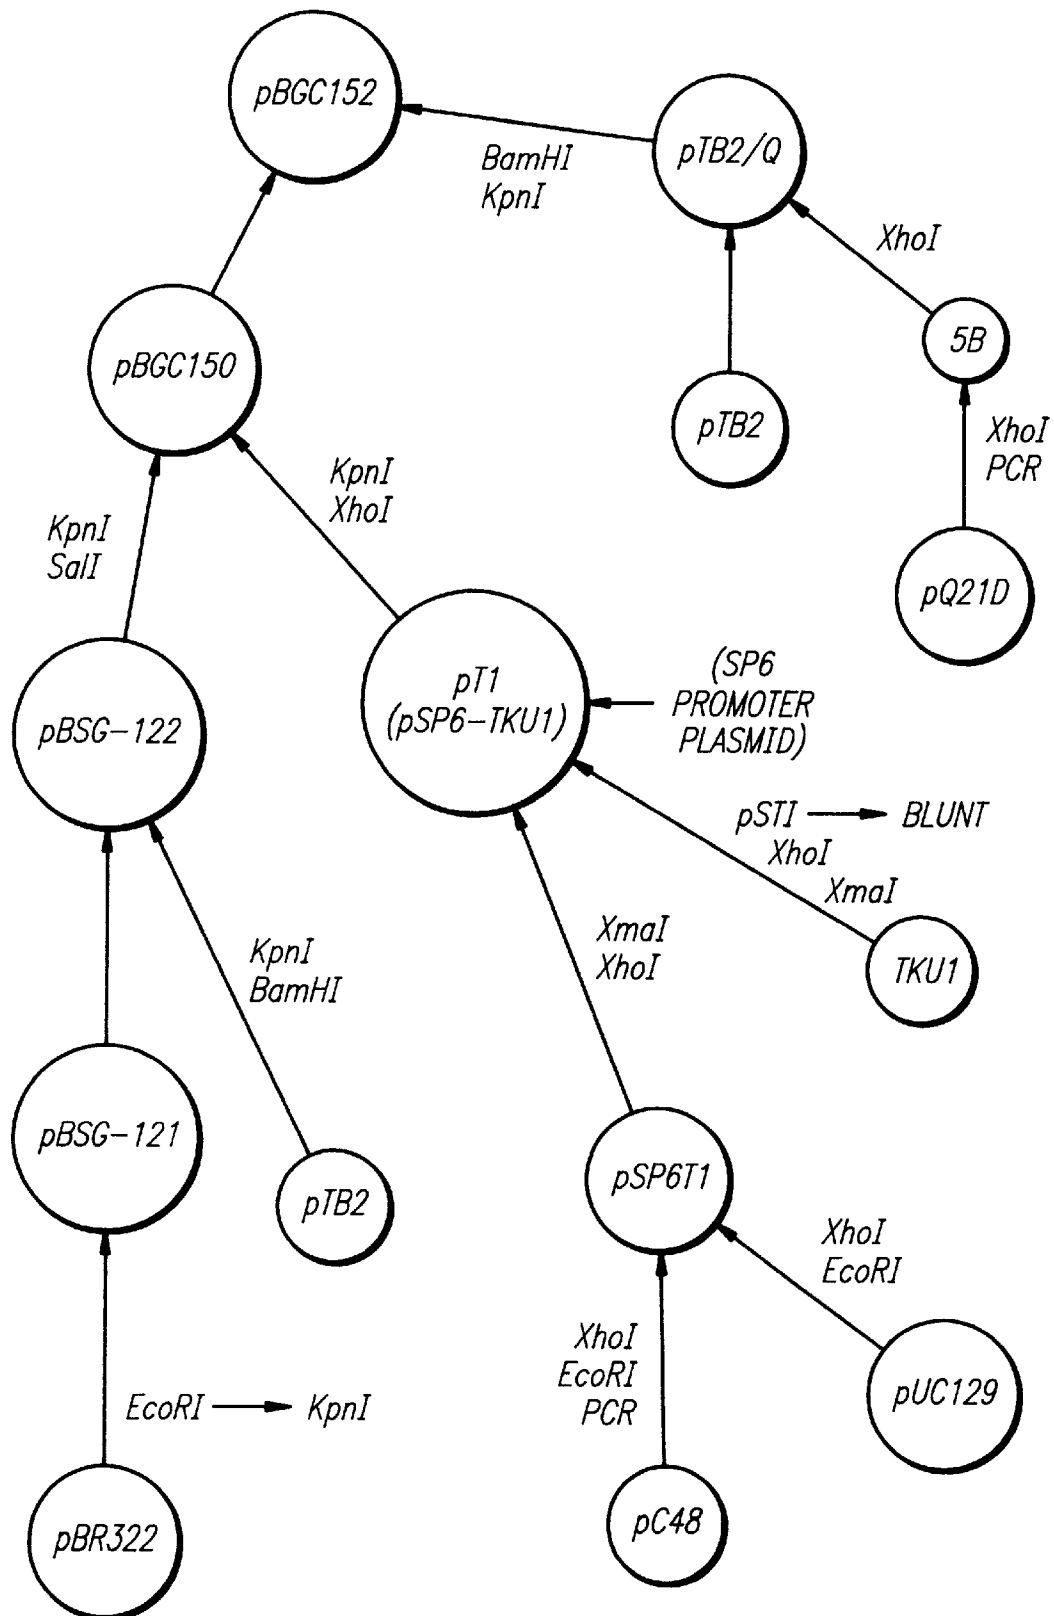 pBGC152
pTB2/Q
BamHI
KpnI
XhoI
pBGC150
5B
pTB2
XhoI
PCR
KpnI
XhoI
KpnI
SalI
pQ21D
pT1
(pSP6-TKU1)
(SP6
PROMOTER
PLASMID)
pBSG-122
pSTI BLUNT
XhoI
XmaI
XmaI
XhoI
KpnI
BamHI
TKU1
pBSG-121
pTB2
pSP6T1
XhoI
EcoRI
XhoI
EcoRI
PCR
pUC129
EcoRI KpnI
pC48
pBR322